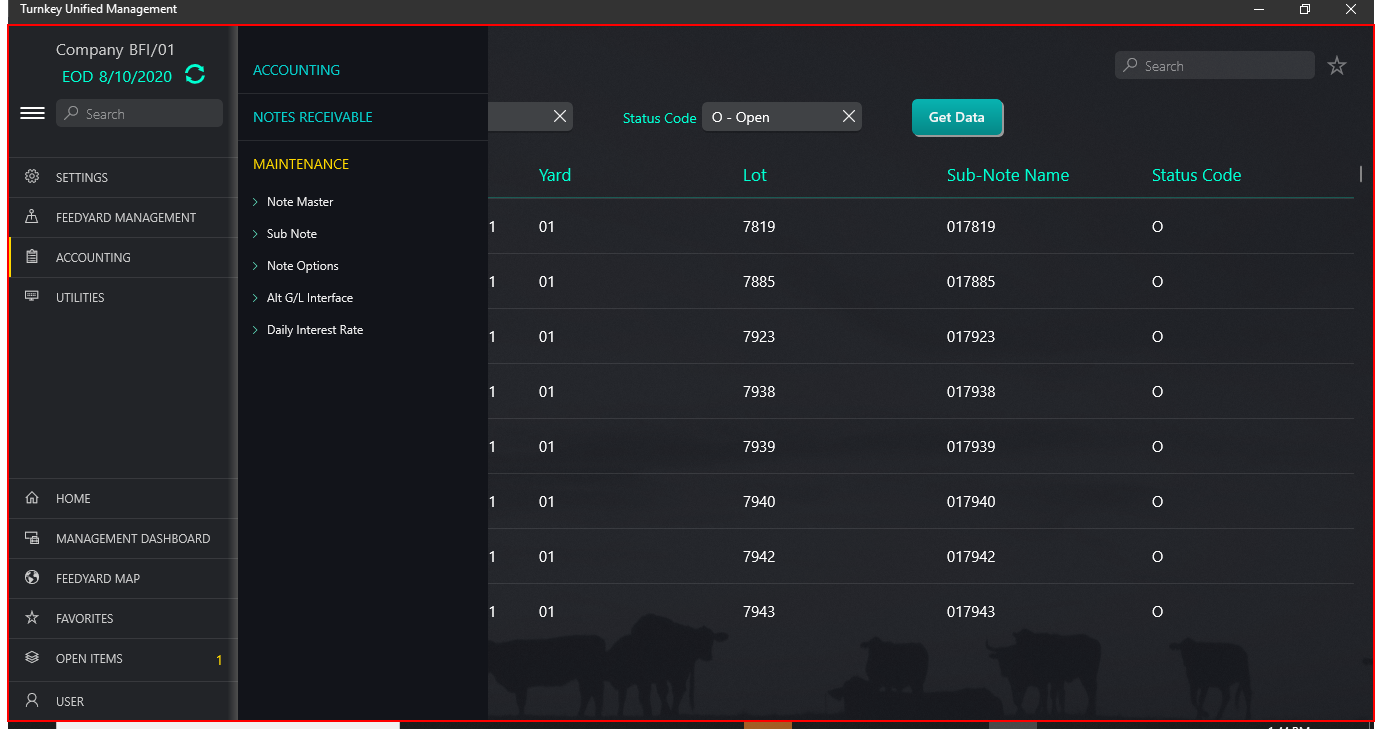 Turnkey Unified Management
Company BFI/01
EOD 8/10/2020
Search
SETTINGS
FEEDYARD MANAGEMENT
ACCOUNTING
UTILITIES
HOME
MANAGEMENT DASHBOARD
FEEDYARD MAP
FAVORITES
OPEN ITEMS 1
USER
ACCOUNTING
NOTES RECEIVABLE
MAINTENANCE
> Note Master
> Sub Note
> Note Options
> Alt G/L Interface
> Daily Interest Rate
Search
Status Code O - Open Get Data
Yard Lot Sub-Note Name Status Code
1 01 7819 017819 O
1 01 7885 017885 O
1 01 7923 017923 O
1 01 7938 017938 O
1 01 7939 017939 O
1 01 7940 017940 O
1 01 7942 017942 O
1 01 7943 017943 O